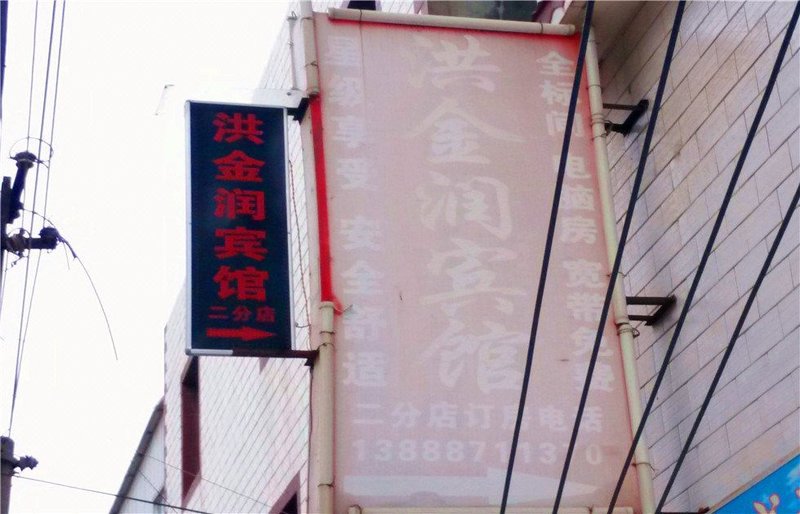 洪金润宾馆
二分店
星级享受 安全舒适
洪金润宾馆
全标间 电脑房 宽带免费
二分店订房电话
13888711370